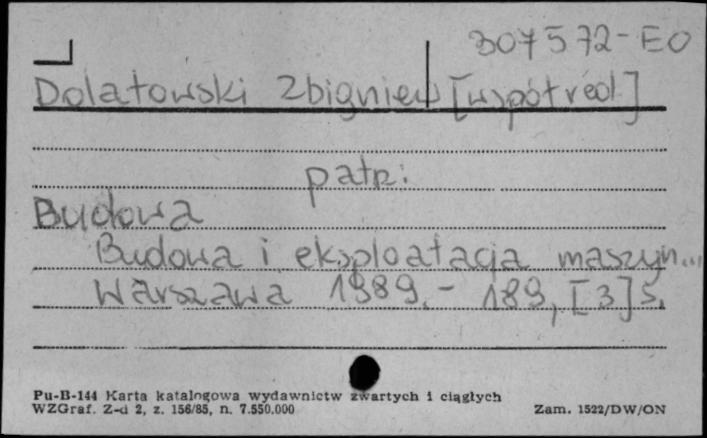 307572-EO
Dolatowski Zbigniew [współred]
patrz:
Budowa
Budowa i eksploatacja maszyn...
Warszawa 1989. - 189, [3] s.
Pu-B-144 Karta katalogowa wydawnictw zwartych i ciągłych
WZGraf. Z-d 2, z. 156/85, n. 7.550.000
Zam. 1522/DW/ON